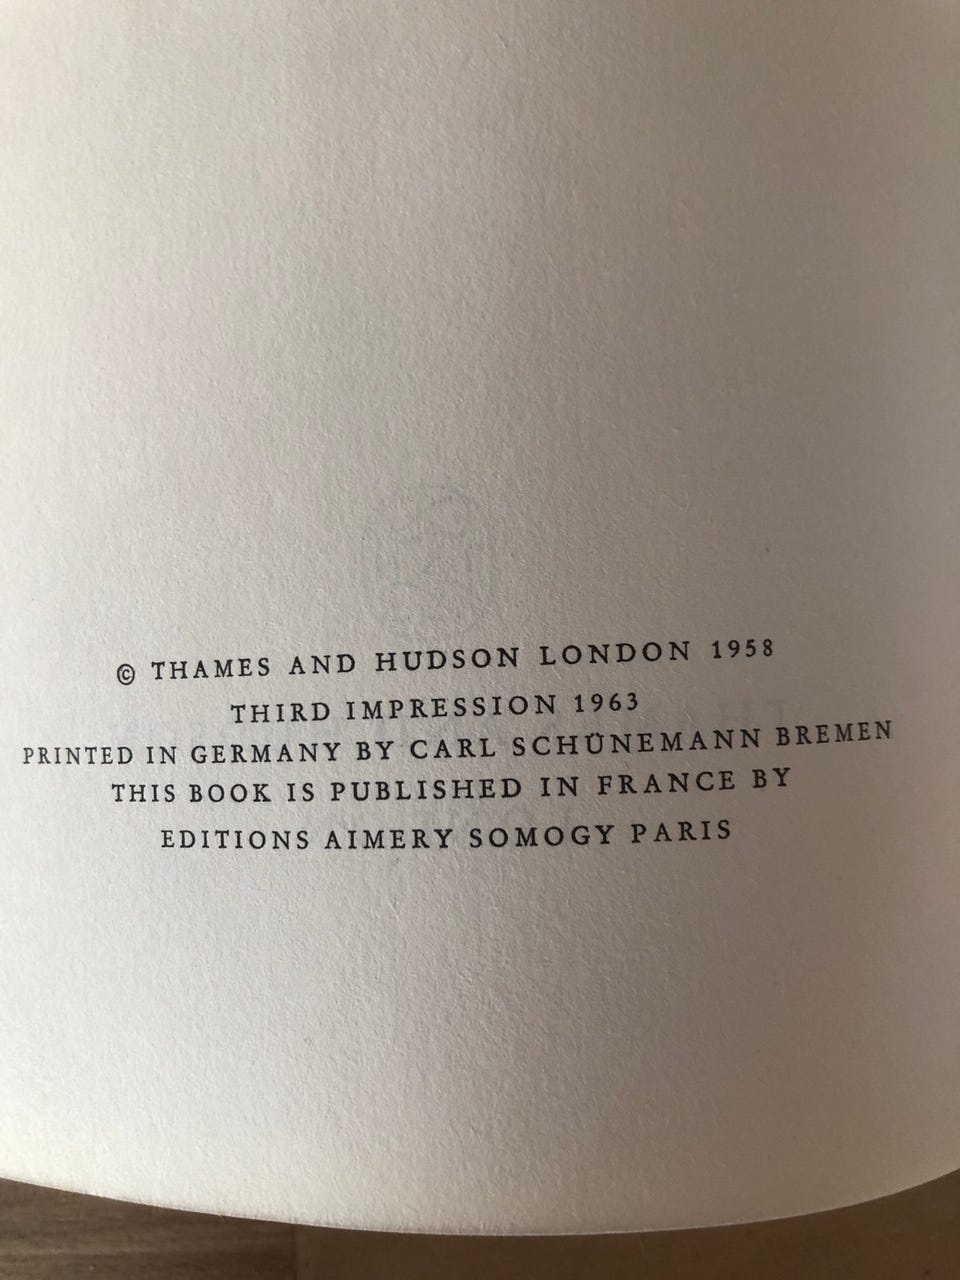 © THAMES AND HUDSON LONDON 1958
THIRD IMPRESSION 1963
PRINTED IN GERMANY BY CARL SCHÜNEMANN BREMEN
THIS BOOK IS PUBLISHED IN FRANCE BY
EDITIONS AIMERY SOMOGY PARIS